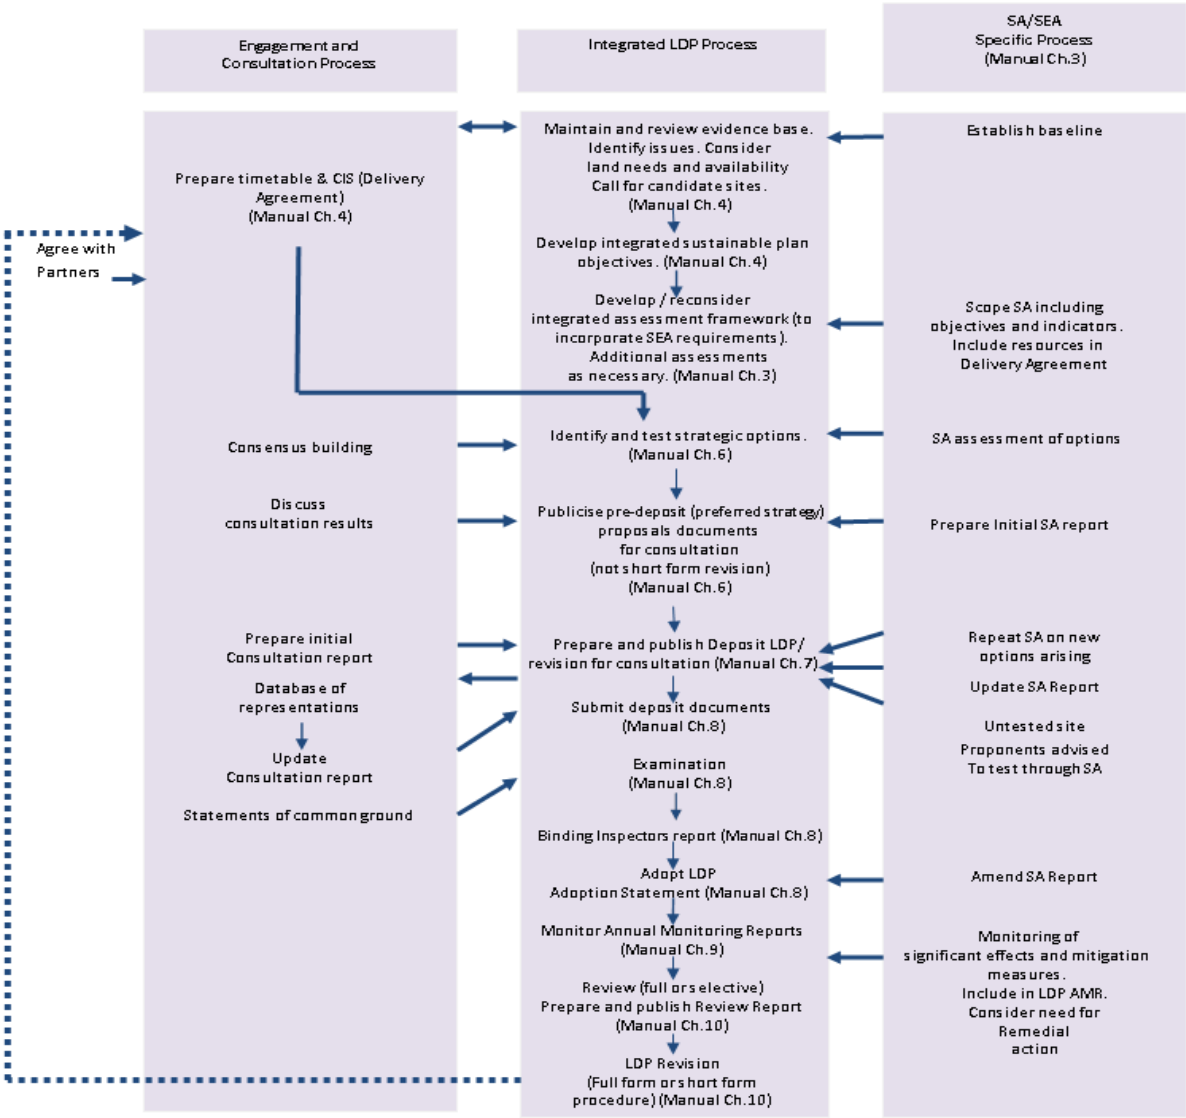 Engagement and
Consultation Process
Integrated LDP Process
SA/SEA
Specific Process
(Manual Ch.3)
Prepare timetable & CIS (Delivery
Agreement)
(Manual Ch.4)
Agree with
Partners
Consensus building
Discuss
consultation results
Prepare initial
Consultation report
Database of
representations
Update
Consultation report
Statements of common ground
Maintain and review evidence base.
Identify issues. Consider
land needs and availability
Call for candidate sites.
(Manual Ch.4)
Develop integrated sustainable plan
objectives. (Manual Ch.4)
Develop / reconsider
integrated assessment framework (to
incorporate SEA requirements).
Additional assessments
as necessary. (Manual Ch.3)
Identify and test strategic options.
(Manual Ch.6)
Publicise pre-deposit (preferred strategy)
proposals documents
for consultation
(not short form revision)
(Manual Ch.6)
Prepare and publish Deposit LDP/
revision for consultation (Manual Ch.7)
Submit deposit documents
(Manual Ch.8)
Examination
(Manual Ch.8)
Binding Inspectors report (Manual Ch.8)
Adopt LDP
Adoption Statement (Manual Ch.8)
Monitor Annual Monitoring Reports
(Manual Ch.9)
Review (full or selective)
Prepare and publish Review Report
(Manual Ch.10)
LDP Revision
(Full form or short form
procedure) (Manual Ch.10)
Establish baseline
Scope SA including
objectives and indicators.
Include resources in
Delivery Agreement
SA assessment of options
Prepare Initial SA report
Repeat SA on new
options arising
Update SA Report
Untested site
Proponents advised
To test through SA
Amend SA Report
Monitoring of
significant effects and mitigation
measures.
Include in LDP AMR.
Consider need for
Remedial
action